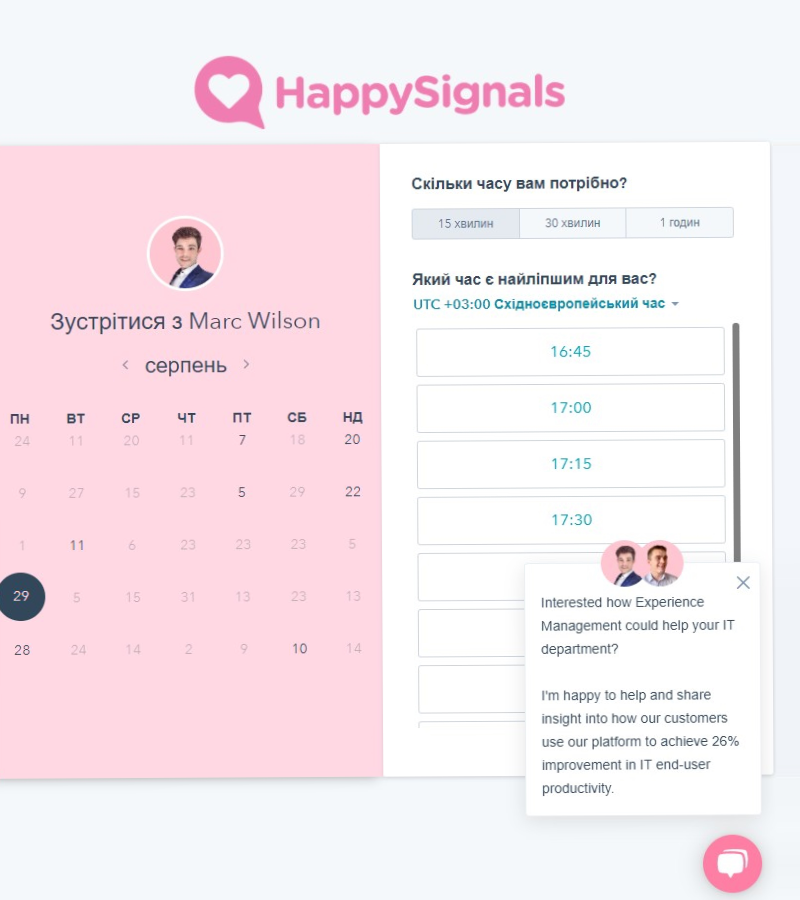 HappySignals
Зустрітися з Marc Wilson
серпень
ПН ВТ СР ЧТ ПТ СБ НД
24 11 20 11 7 18 20
9 27 15 23 5 29 22
1 11 6 23 23 23 5
29 5 15 31 13 23 13
28 24 14 2 9 10 14
Скільки часу вам потрібно?
15 хвилин 30 хвилин 1 годин
Який час є найліпшим для вас?
UTC +03:00 Східноєвропейський час
16:45
17:00
17:15
17:30
Interested how Experience
Management could help your IT
department?
I'm happy to help and share
insight into how our customers
use our platform to achieve 26%
improvement in IT end-user
productivity.